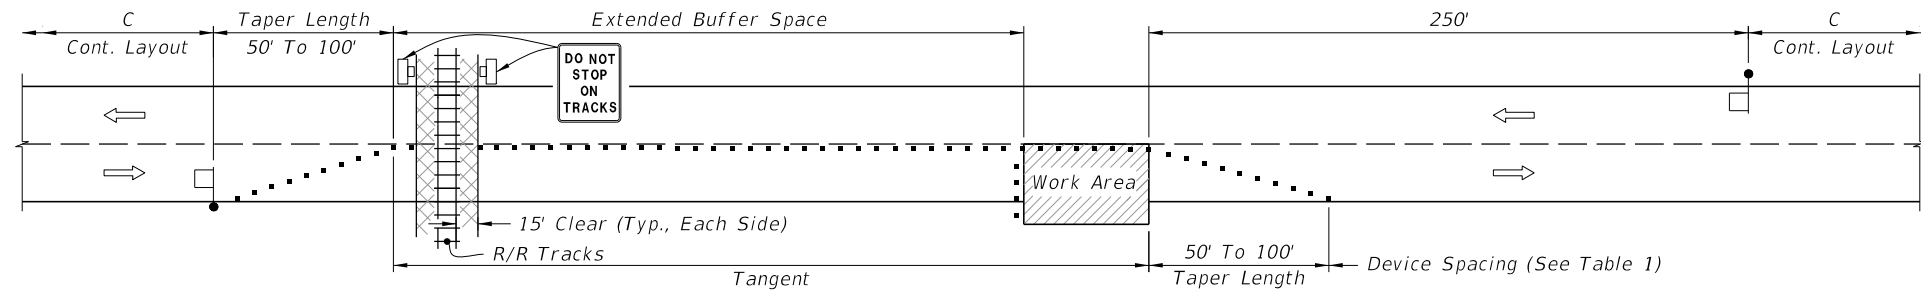 C
Cont. Layout
Taper Length
50' To 100'
Extended Buffer Space
250'
C
Cont. Layout
DO NOT
STOP
ON
TRACKS
Work Area
15' Clear (Typ., Each Side)
R/R Tracks
Tangent
50' To 100'
Taper Length
Device Spacing (See Table 1)